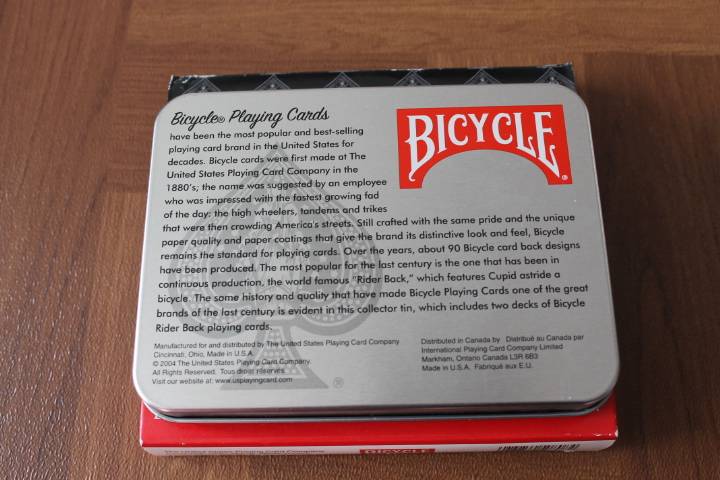 Bicycle® Playing Cards
have been the most popular and best-selling
playing card brand in the United States for
decades. Bicycle cards were first made at The
United States Playing Card Company in the
1880's; the name was suggested by an employee
who was impressed with the fastest growing fad
of the day: the high wheelers, tandems and trikes
that were then crowding America's streets. Still crafted with the same pride and the unique
paper quality and paper coatings that give the brand its distinctive look and feel, Bicycle
remains the standard for playing cards. Over the years, about 90 Bicycle card back designs
have been produced. The most popular for the last century is the one that has been in
continuous production, the world famous "Rider Back," which features Cupid astride a
bicycle. The some history and quality that have made Bicycle Playing Cards one of the great
brands of the last century is evident in this collector tin, which includes two decks of Bicycle
Rider Back playing cards.
BICYCLE®
Manufactured for and distributed by The United States Playing Card Company
Cincinnati, Ohio, Made in U.S.A.
© 2004 The United States Playing Card Company.
All Rights Reserved. Tous droits réservés.
Visit our website at: www.usplayingcard.com
®
Distributed in Canada by Distribué au Canada par
International Playing Card Company Limited
Markham, Ontario Canada L3R 6B3
Made in U.S.A. Fabriqué aux E.U.
The United States Playing Card Company
BICYCLE